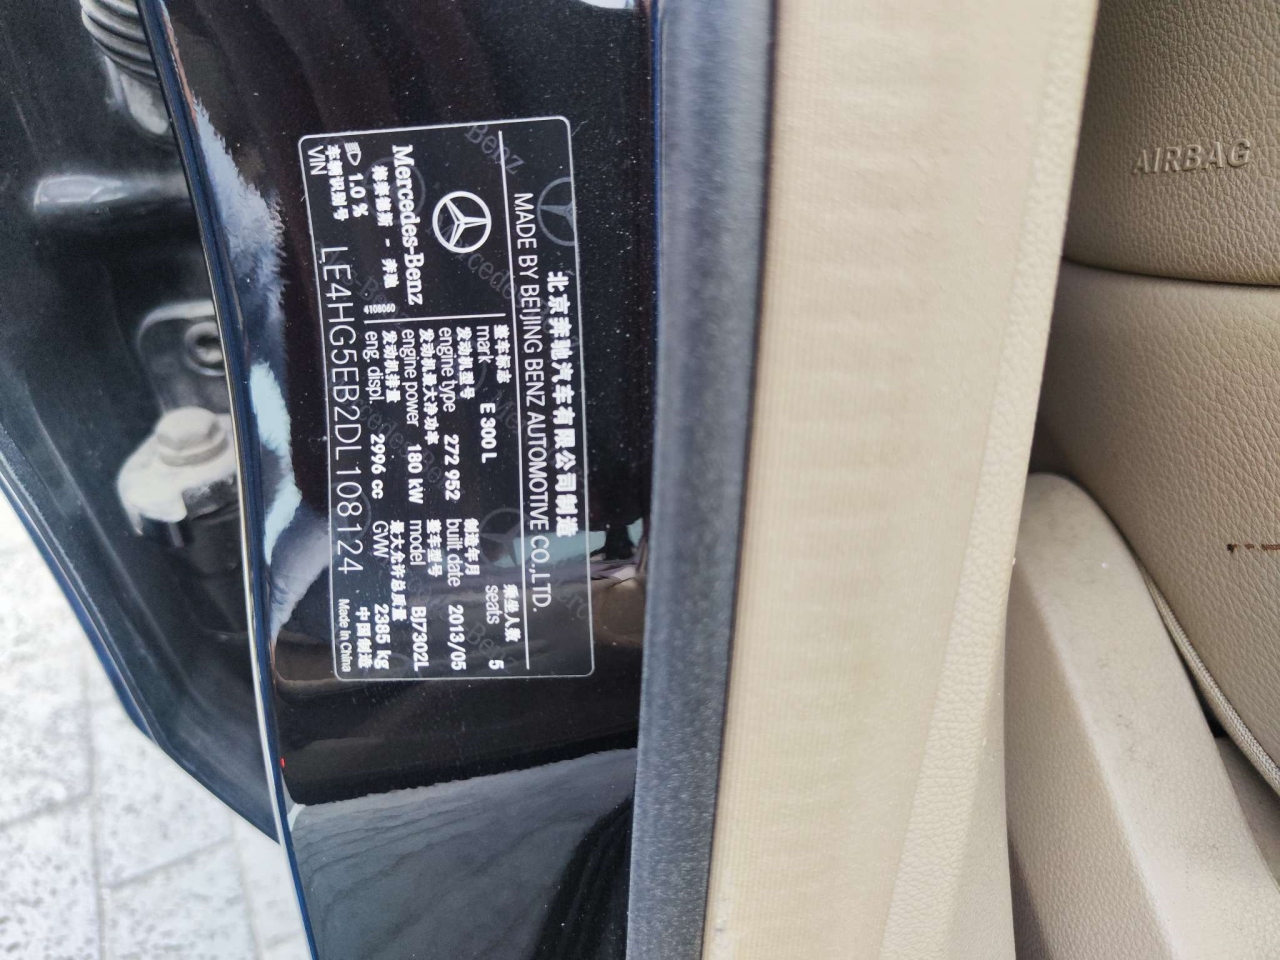 北京奔驰汽车有限公司制造
MADE BY BEIJING BENZ AUTOMOTIVE CO.,LTD.
Mercedes-Benz
梅赛德斯 - 奔驰
4108060
1.0 %
整车标志
mark E 300 L
乘坐人数
seats 5
发动机型号
engine type 272 952
制造年月
built date 2013/05
发动机最大净功率
engine power 180 kW
整车型号
model BJ7302L
发动机排量
eng. displ. 2996 cc
最大允许总质量
GVW 2385 kg
车辆识别号
VIN LE4HG5EB2DL108124
中国制造
Made In China
AIRBAG